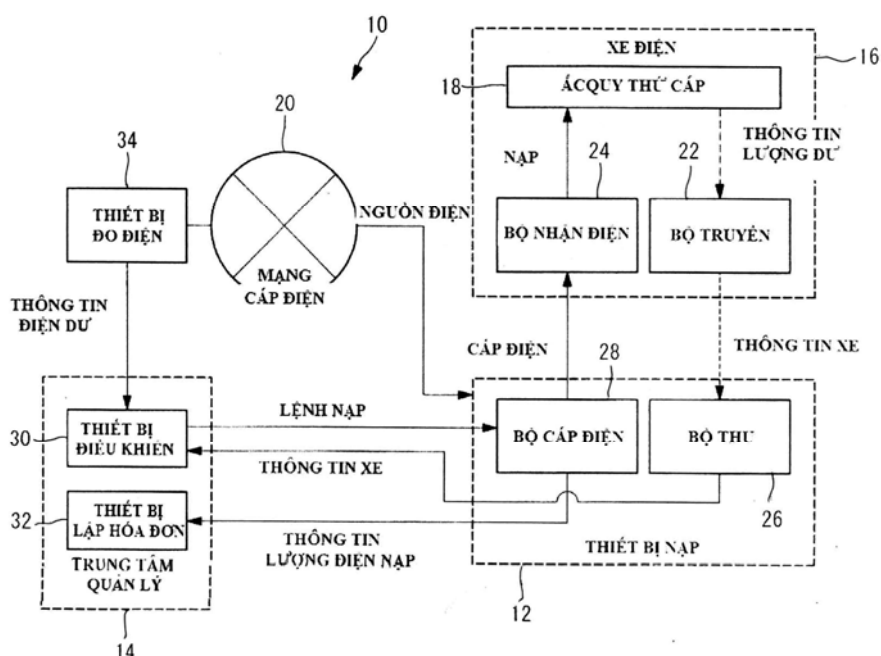 10
XE ĐIỆN
16
18
ẮCQUY THỨ CẤP
20
34
NẠP
24
22
THÔNG TIN
LƯỢNG DƯ
THIẾT BỊ
ĐO ĐIỆN
NGUỒN ĐIỆN
BỘ NHẬN ĐIỆN
BỘ TRUYỀN
MẠNG
CẤP ĐIỆN
THÔNG TIN
ĐIỆN DƯ
CẤP ĐIỆN
28
THÔNG TIN XE
30
THIẾT BỊ
ĐIỀU KHIỂN
LỆNH NẠP
BỘ CẤP ĐIỆN
BỘ THU
THÔNG TIN XE
26
32
THIẾT BỊ
LẬP HÓA ĐƠN
THÔNG TIN
LƯỢNG ĐIỆN NẠP
THIẾT BỊ NẠP
TRUNG TÂM
QUẢN LÝ
12
14